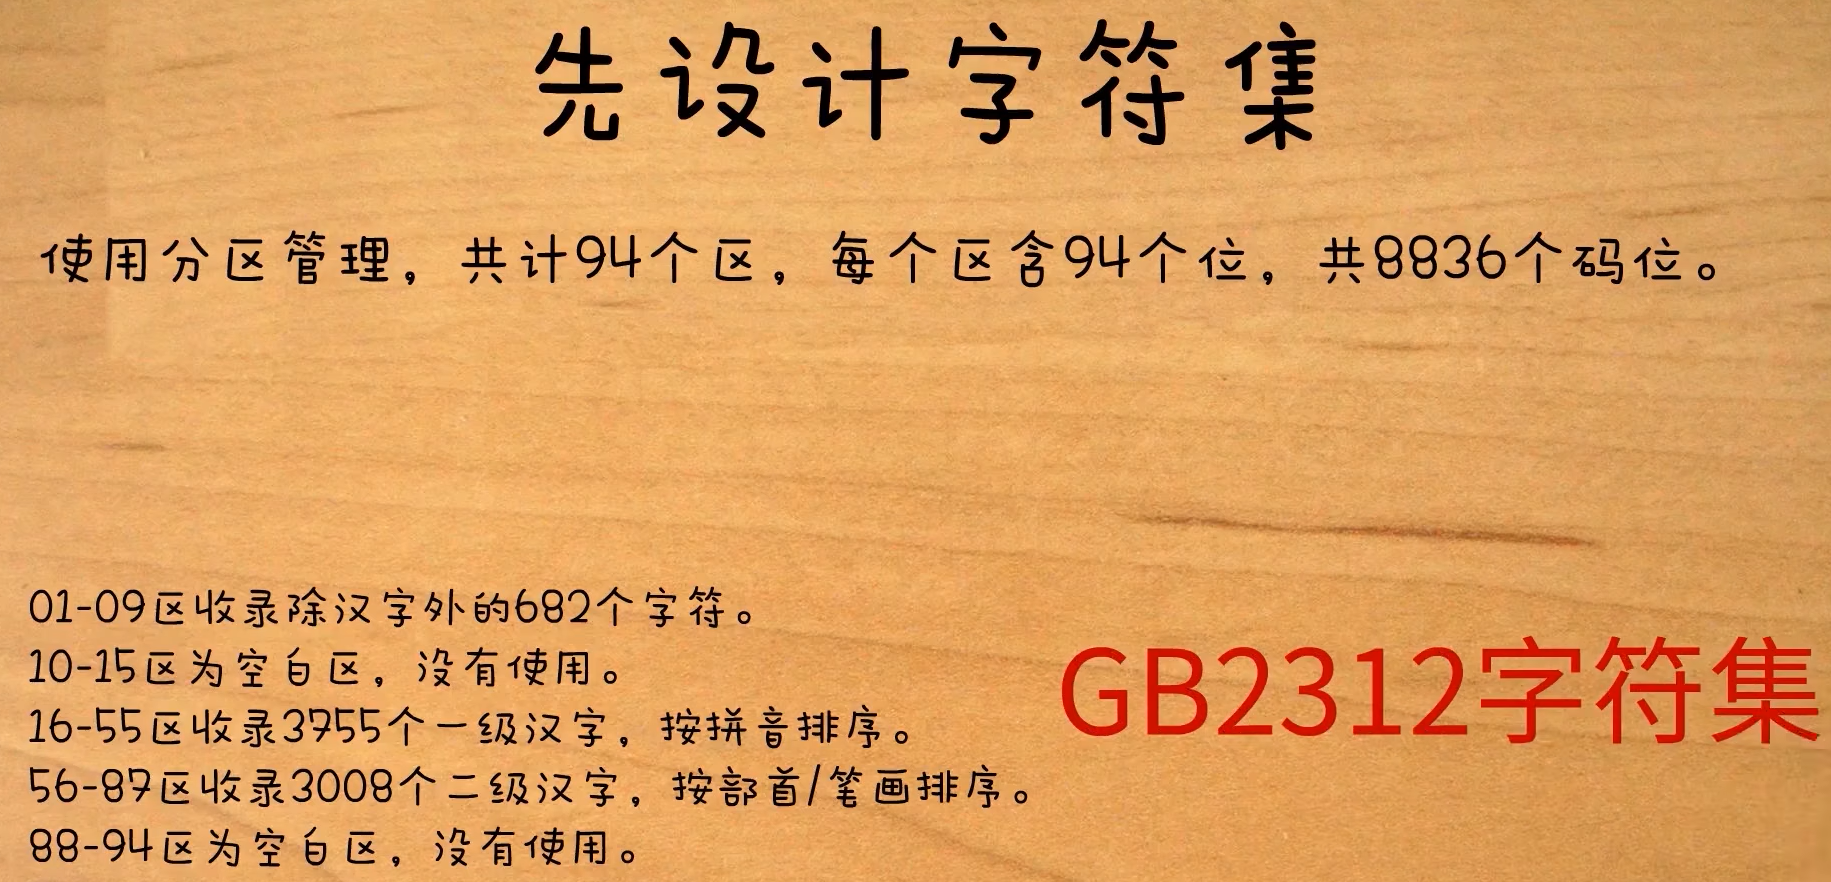 先设计字符集
使用分区管理，共计94个区，每个区含94个位，共8836个码位。
01-09区收录除汉字外的682个字符。
10-15区为空白区，没有使用。
16-55区收录3755个一级汉字，按拼音排序。
56-87区收录3008个二级汉字，按部首/笔画排序。
88-94区为空白区，没有使用。
GB2312字符集